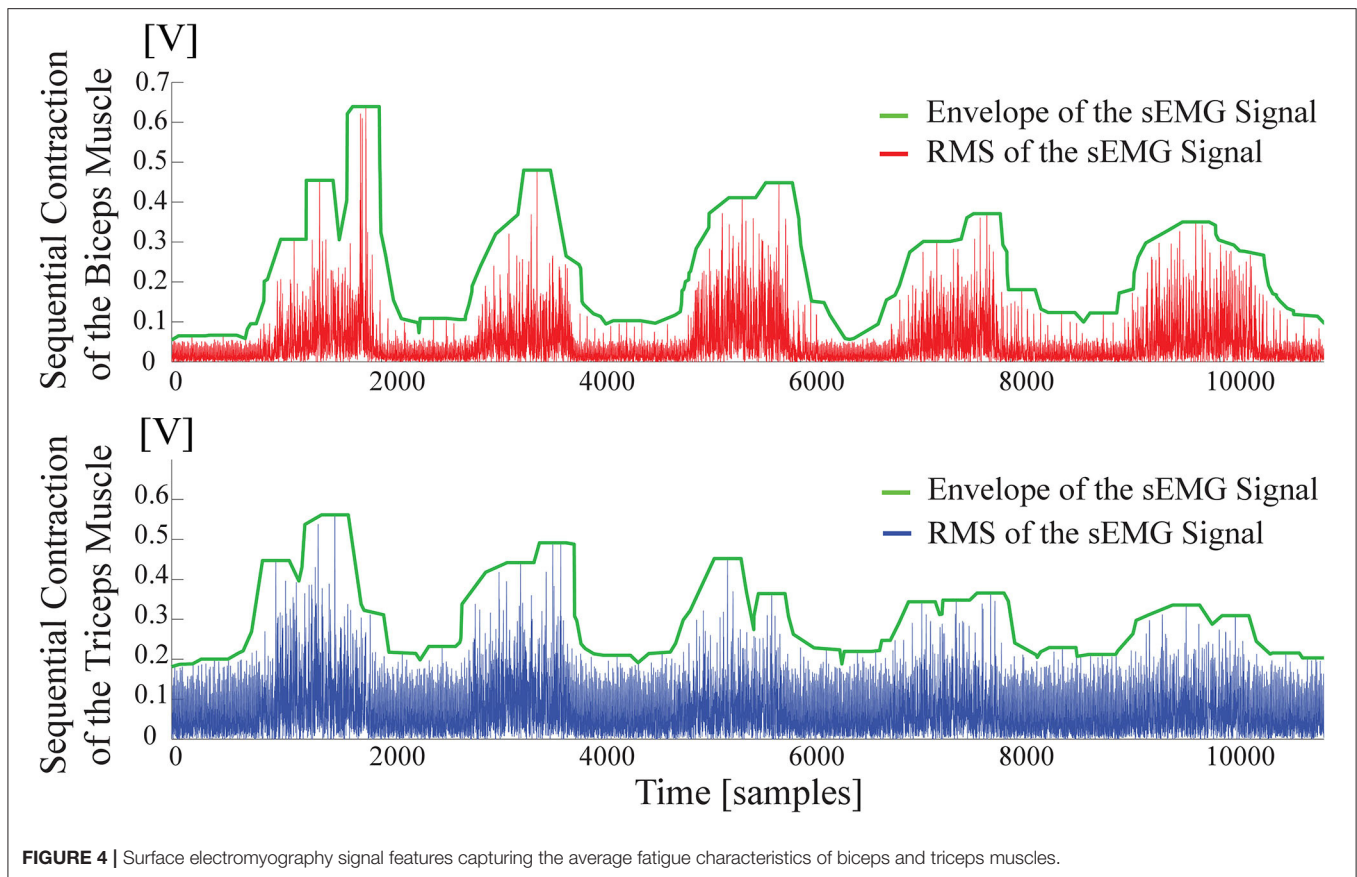 [V]
Sequential Contraction
of the Biceps Muscle
0.7
0.6
0.5
0.4
0.3
0.2
0.1
0
Envelope of the sEMG Signal
RMS of the sEMG Signal
0 2000 4000 6000 8000 10000
[V]
Sequential Contraction
of the Triceps Muscle
0.6
0.5
0.4
0.3
0.2
0.1
0
Envelope of the sEMG Signal
RMS of the sEMG Signal
0 2000 4000 6000 8000 10000
Time [samples]
FIGURE 4 | Surface electromyography signal features capturing the average fatigue characteristics of biceps and triceps muscles.